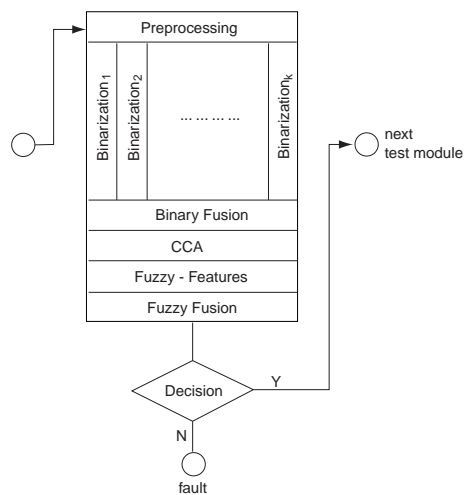 Preprocessing
Binarization1
Binarization2
... ... ... ...
Binarizationk
next
test module
Binary Fusion
CCA
Fuzzy - Features
Fuzzy Fusion
Decision
Y
N
fault